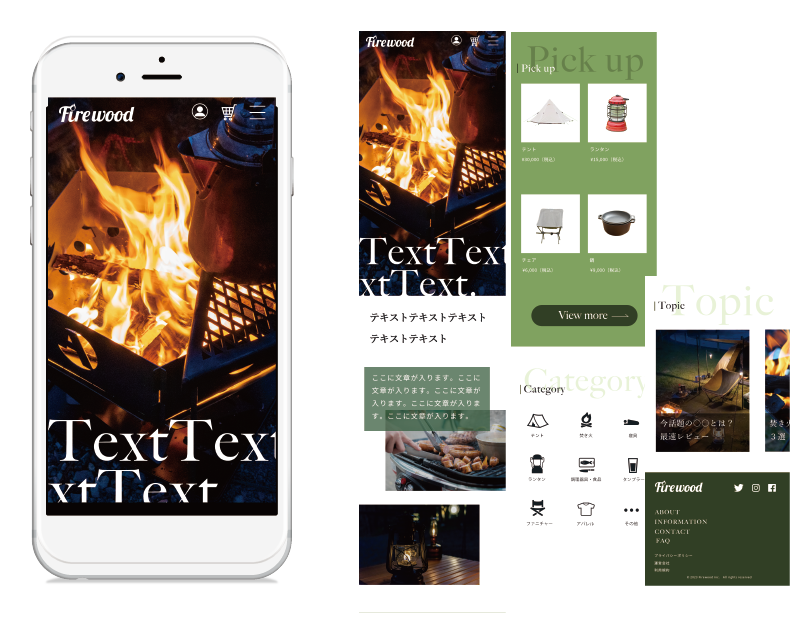 Firewood
TextText
xtText
Firewood
TextText
xtText.
テキストテキストテキスト
テキストテキスト
ここに文章が入ります。ここに
文章が入ります。ここに文章が
入ります。ここに文章が入りま
す。ここに文章が入ります。
Pick up
Pick up
テント
¥30,000（税込）
ランタン
¥10,000（税込）
チェア
¥6,000（税込）
鍋
¥9,000（税込）
View more
Category
Category
テント
焚き火
寝具
ランタン
調理器具・食品
タンブラー
ファニチャー
アパレル
その他
Topic
Topic
今話題の〇〇とは？
最速レビュー
焚き火
３選
Firewood
ABOUT
INFORMATION
CONTACT
FAQ
プライバシーポリシー
運営会社
利用規約